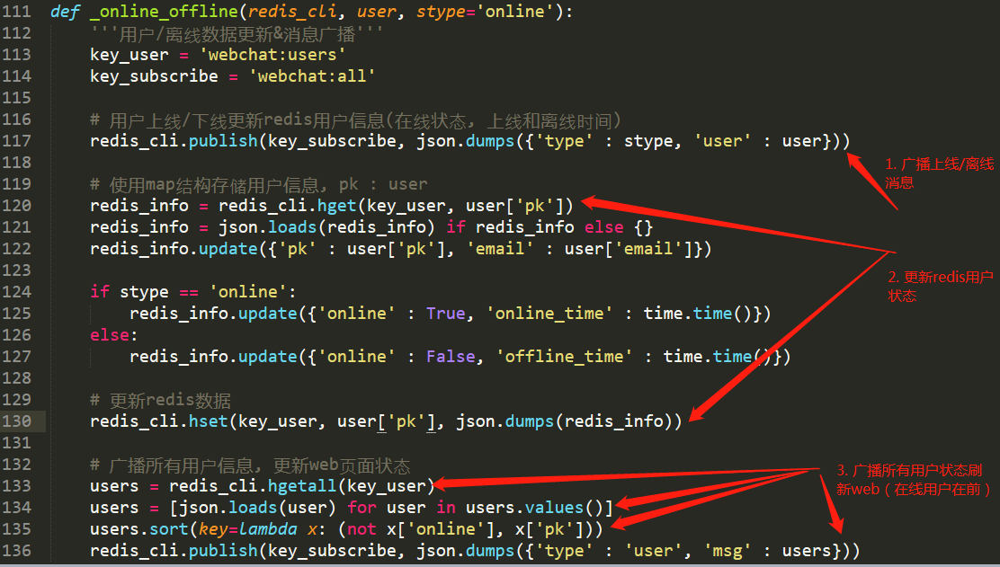 111 def _online_offline(redis_cli, user, stype='online'):
112     '''用户/离线数据更新&消息广播'''
113     key_user = 'webchat:users'
114     key_subscribe = 'webchat:all'
115
116     # 用户上线/下线更新redis用户信息(在线状态, 上线和离线时间)
117     redis_cli.publish(key_subscribe, json.dumps({'type' : stype, 'user' : user}))
1. 广播上线/离线
消息
118
119     # 使用map结构存储用户信息, pk : user
120     redis_info = redis_cli.hget(key_user, user['pk'])
121     redis_info = json.loads(redis_info) if redis_info else {}
122     redis_info.update({'pk' : user['pk'], 'email' : user['email']})
123
2. 更新redis用户
状态
124     if stype == 'online':
125         redis_info.update({'online' : True, 'online_time' : time.time()})
126     else:
127         redis_info.update({'online' : False, 'offline_time' : time.time()})
128
129     # 更新redis数据
130     redis_cli.hset(key_user, user['pk'], json.dumps(redis_info))
131
132     # 广播所有用户信息, 更新web页面状态
133     users = redis_cli.hgetall(key_user)
3. 广播所有用户状态刷
新web（在线用户在前）
134     users = [json.loads(user) for user in users.values()]
135     users.sort(key=lambda x: (not x['online'], x['pk']))
136     redis_cli.publish(key_subscribe, json.dumps({'type' : 'user', 'msg' : users}))